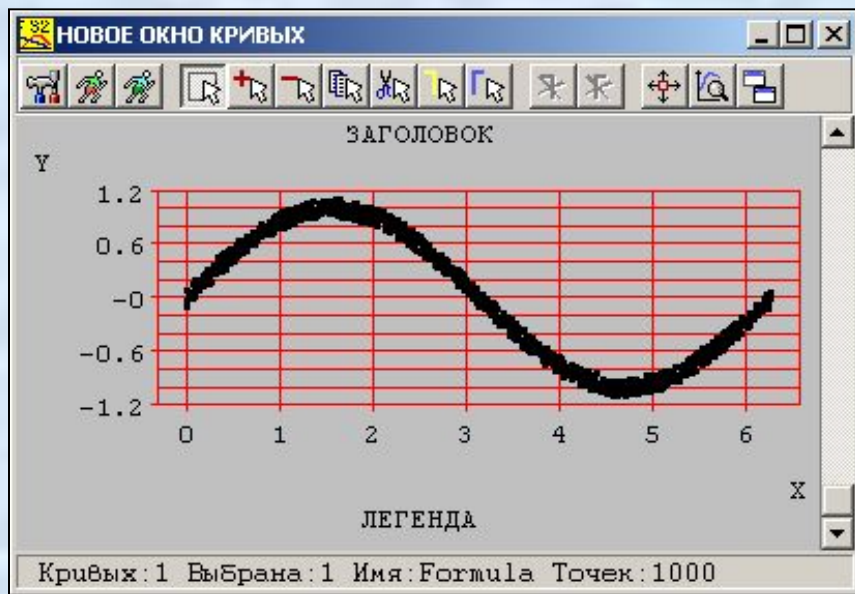 НОВОЕ ОКНО КРИВЫХ
ЗАГОЛОВОК
Y
1.2
0.6
-0
-0.6
-1.2
0 1 2 3 4 5 6
X
ЛЕГЕНДА
Кривых:1 Выбрана:1 Имя:Formula Точек:1000